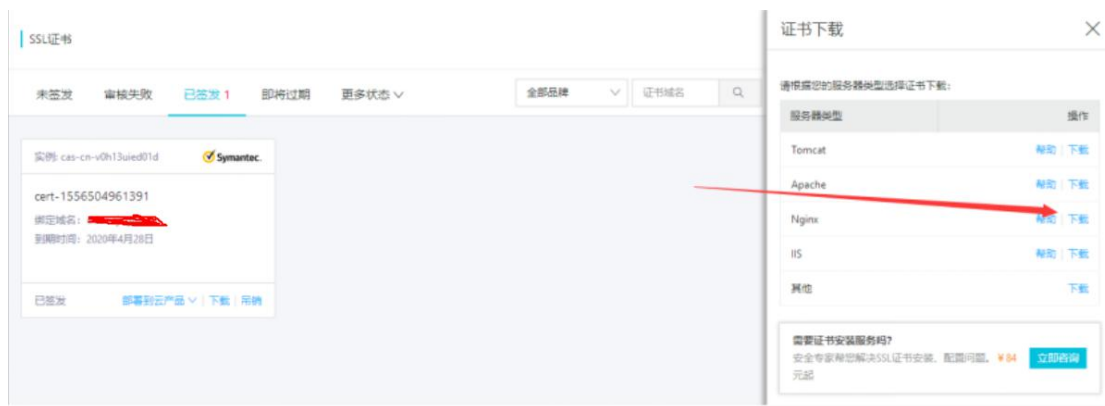 SSL证书
未签发 审核失败 已签发 1 即将过期 更多状态 全部品牌 证书域名
实例: cas-cn-v0h13uied01d Symantec.
cert-1556504961391
绑定域名:
到期时间: 2020年4月28日
已签发 部署到云产品 下载 吊销
证书下载
请根据您的服务器类型选择证书下载:
服务器类型 操作
Tomcat 帮助 下载
Apache 帮助 下载
Nginx 帮助 下载
IIS 帮助 下载
其他 下载
需要证书安装服务吗?
安全专家帮您解决SSL证书安装、配置问题。¥84 立即咨询
元起